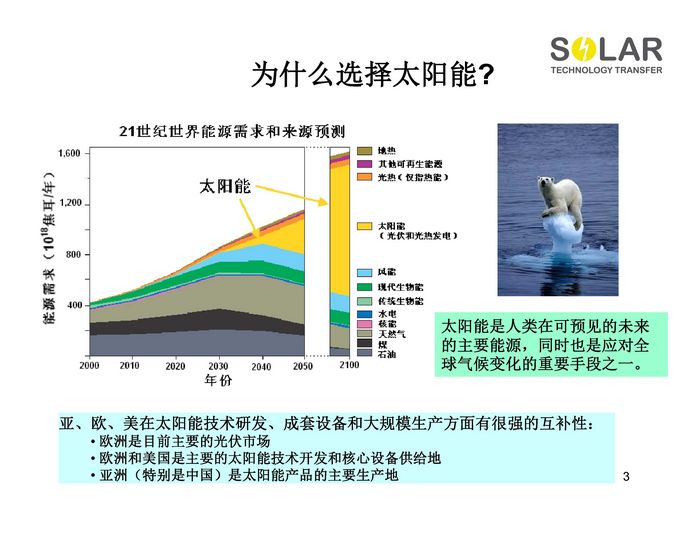 SOLAR
TECHNOLOGY TRANSFER
为什么选择太阳能?
21世纪世界能源需求和来源预测
能源需求（10¹⁸焦耳/年）
1,600
1,200
800
400
太阳能
2000
2010
2020
2030
2040
2050
2100
年份
地热
其他可再生能源
光热（仅指热能）
太阳能
（光伏和光热发电）
风能
现代生物能
传统生物能
水电
核能
天然气
煤
石油
太阳能是人类在可预见的未来
的主要能源，同时也是应对全
球气候变化的重要手段之一。
亚、欧、美在太阳能技术研发、成套设备和大规模生产方面有很强的互补性：
• 欧洲是目前主要的光伏市场
• 欧洲和美国是主要的太阳能技术开发和核心设备供给地
• 亚洲（特别是中国）是太阳能产品的主要生产地
3